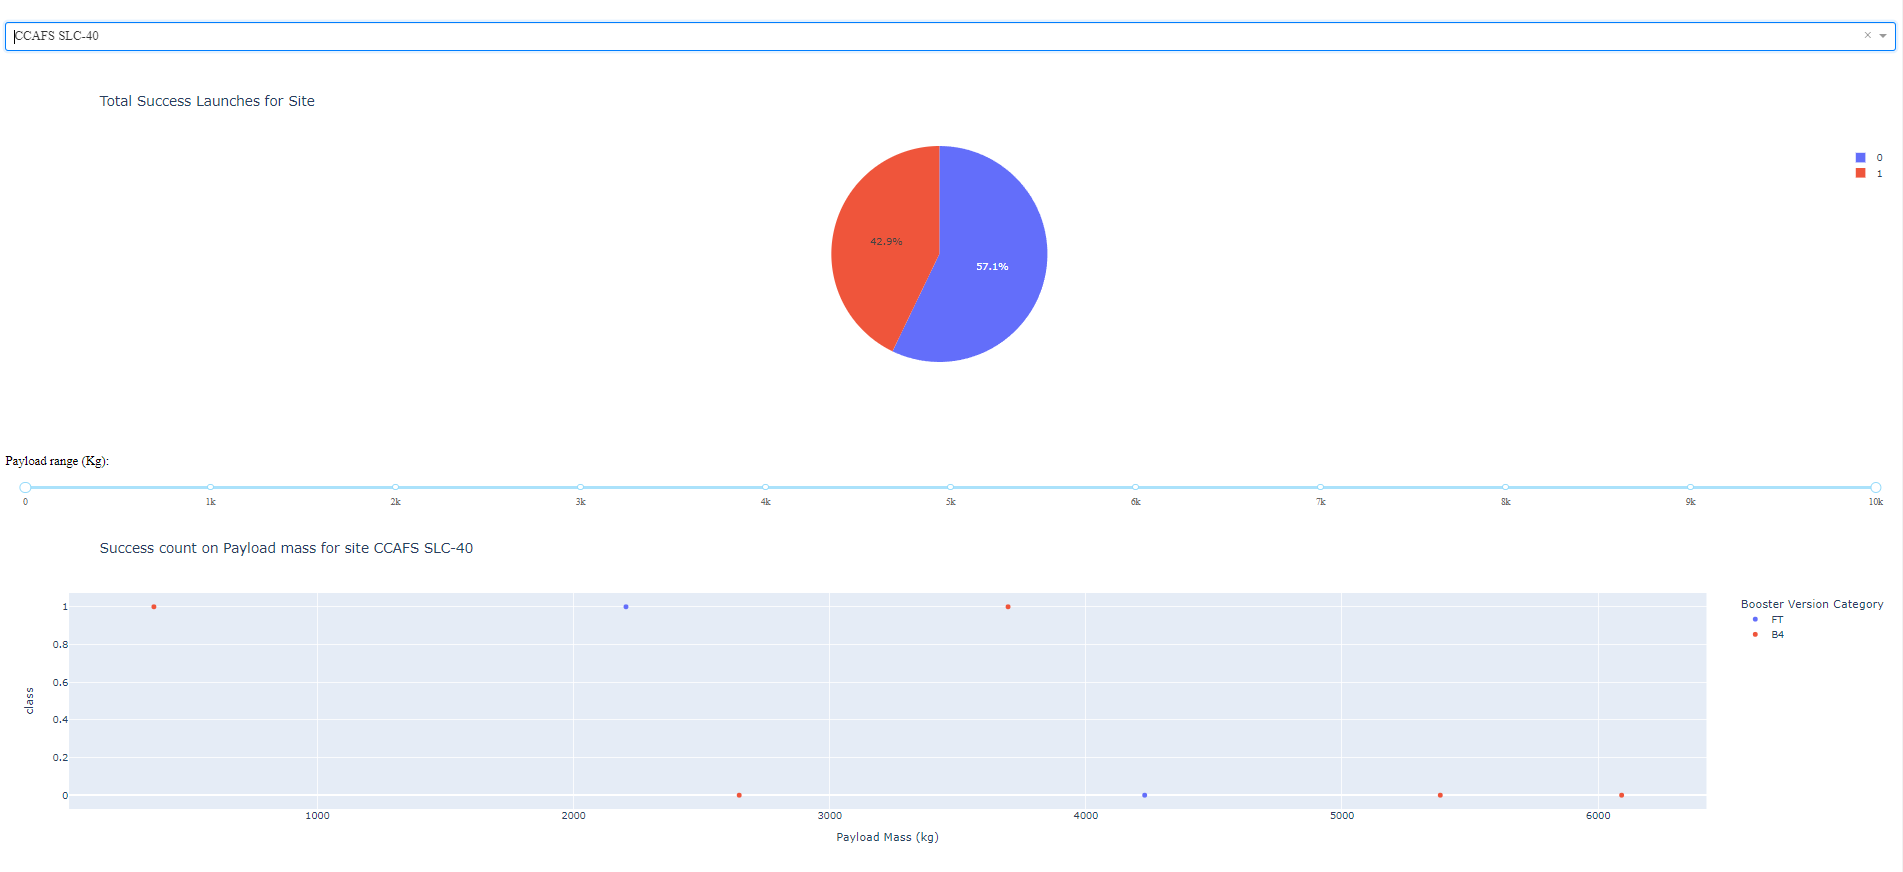 CCAFS SLC-40
Total Success Launches for Site
0
1
42.9%
57.1%
Payload range (Kg):
0 1k 2k 3k 4k 5k 6k 7k 8k 9k 10k
Success count on Payload mass for site CCAFS SLC-40
Booster Version Category
FT
B4
1
0.8
0.6
0.4
0.2
0
class
1000 2000 3000 4000 5000 6000
Payload Mass (kg)